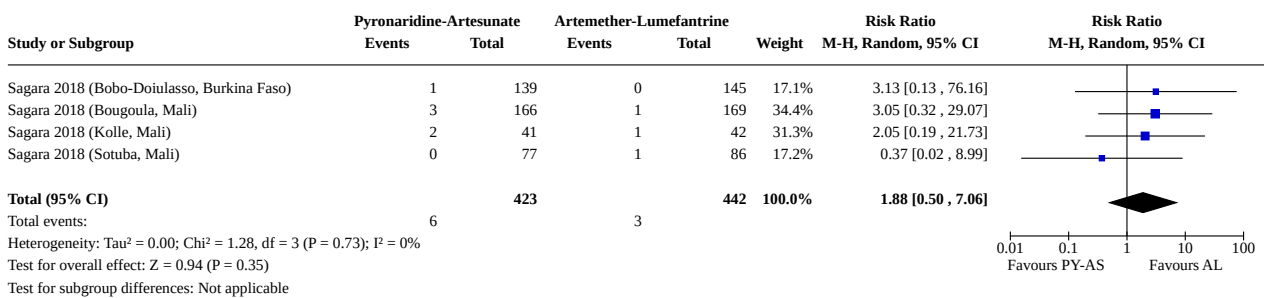 Pyronaridine-Artesunate Artemether-Lumefantrine Risk Ratio Risk Ratio
Study or Subgroup Events Total Events Total Weight M-H, Random, 95% CI M-H, Random, 95% CI
Sagara 2018 (Bobo-Doiulasso, Burkina Faso) 1 139 0 145 17.1% 3.13 [0.13 , 76.16]
Sagara 2018 (Bougoula, Mali) 3 166 1 169 34.4% 3.05 [0.32 , 29.07]
Sagara 2018 (Kolle, Mali) 2 41 1 42 31.3% 2.05 [0.19 , 21.73]
Sagara 2018 (Sotuba, Mali) 0 77 1 86 17.2% 0.37 [0.02 , 8.99]
Total (95% CI) 423 442 100.0% 1.88 [0.50 , 7.06]
Total events: 6 3
Heterogeneity: Tau² = 0.00; Chi² = 1.28, df = 3 (P = 0.73); I² = 0%
0.01 0.1 1 10 100
Test for overall effect: Z = 0.94 (P = 0.35) Favours PY-AS Favours AL
Test for subgroup differences: Not applicable